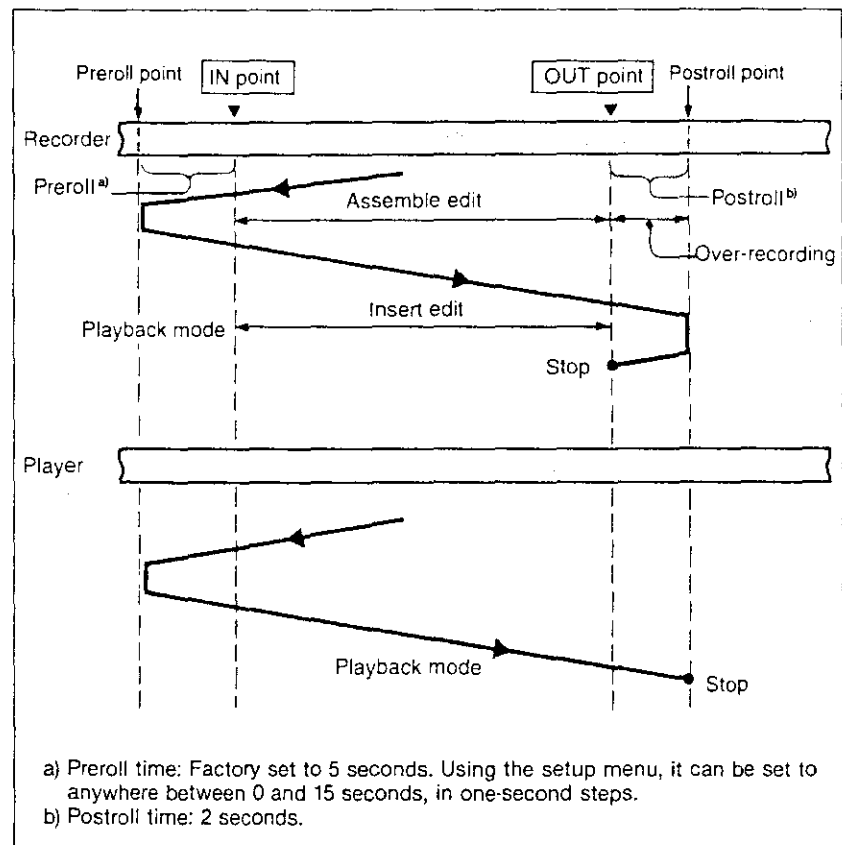 Preroll point
IN point
OUT point
Postroll point
Recorder
Preroll a)
Assemble edit
Postroll b)
Over-recording
Insert edit
Playback mode
Stop
Player
Playback mode
Stop
a) Preroll time: Factory set to 5 seconds. Using the setup menu, it can be set to
anywhere between 0 and 15 seconds, in one-second steps.
b) Postroll time: 2 seconds.